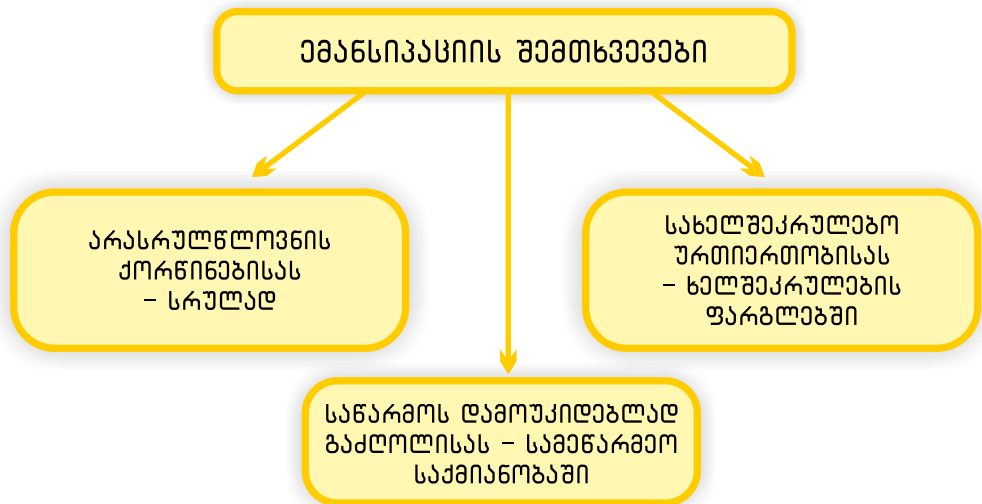 ემანსიპაციის შემთხვევები
არასრულწლოვნის
ქორწინებისას
– სრულად
სახელშეკრულებო
ურთიერთობისას
– ხელშეკრულების
ფარგლებში
საწარმოს დამოუკიდებლად
გაძღოლისას – სამეწარმეო
საქმიანობაში